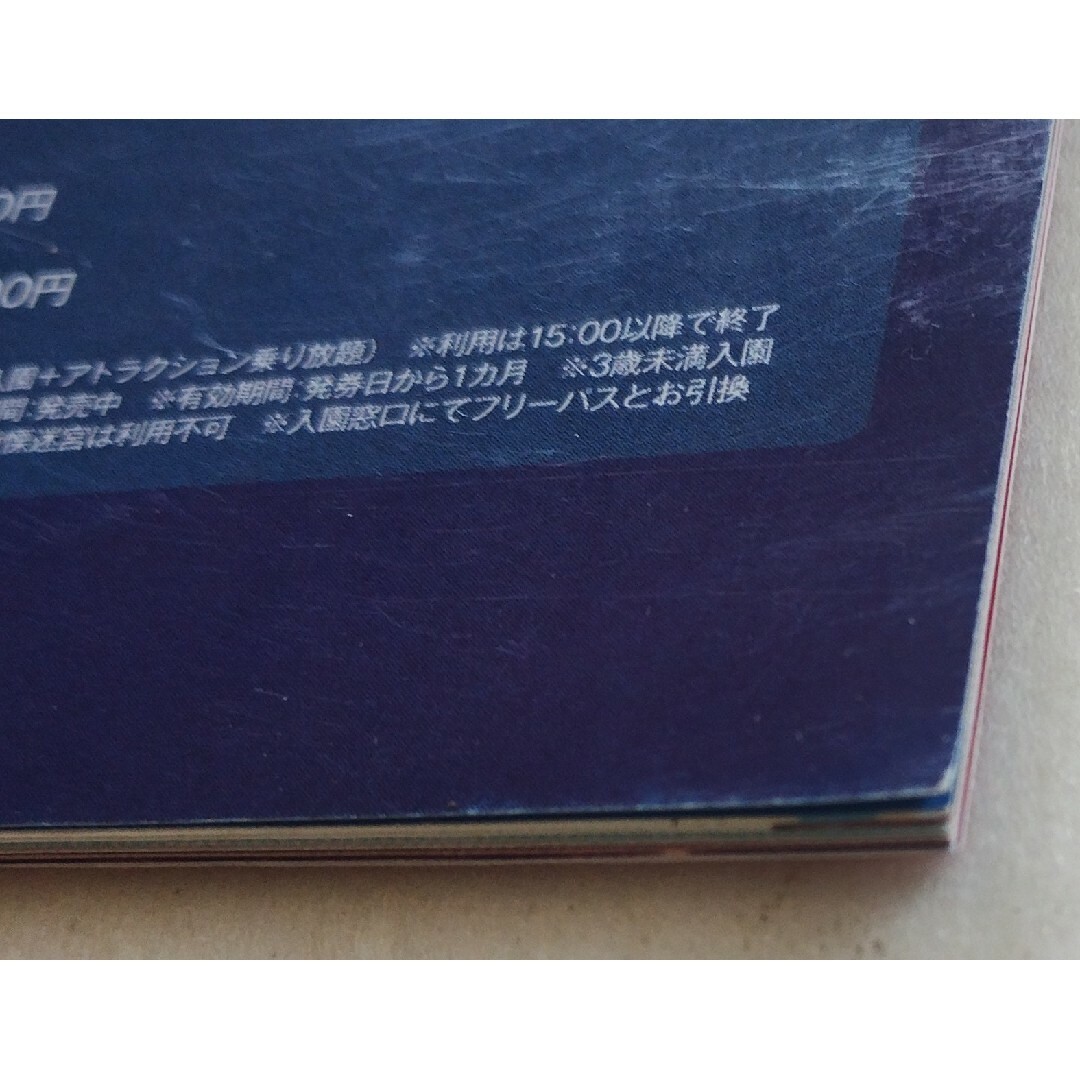 0円
00円
入園+アトラクション乗り放題) ※利用は15:00以降で終了
間:発売中 ※有効期間:発券日から1カ月 ※3歳未満入園
迷宮は利用不可 ※入園窓口にてフリーパスとお引換